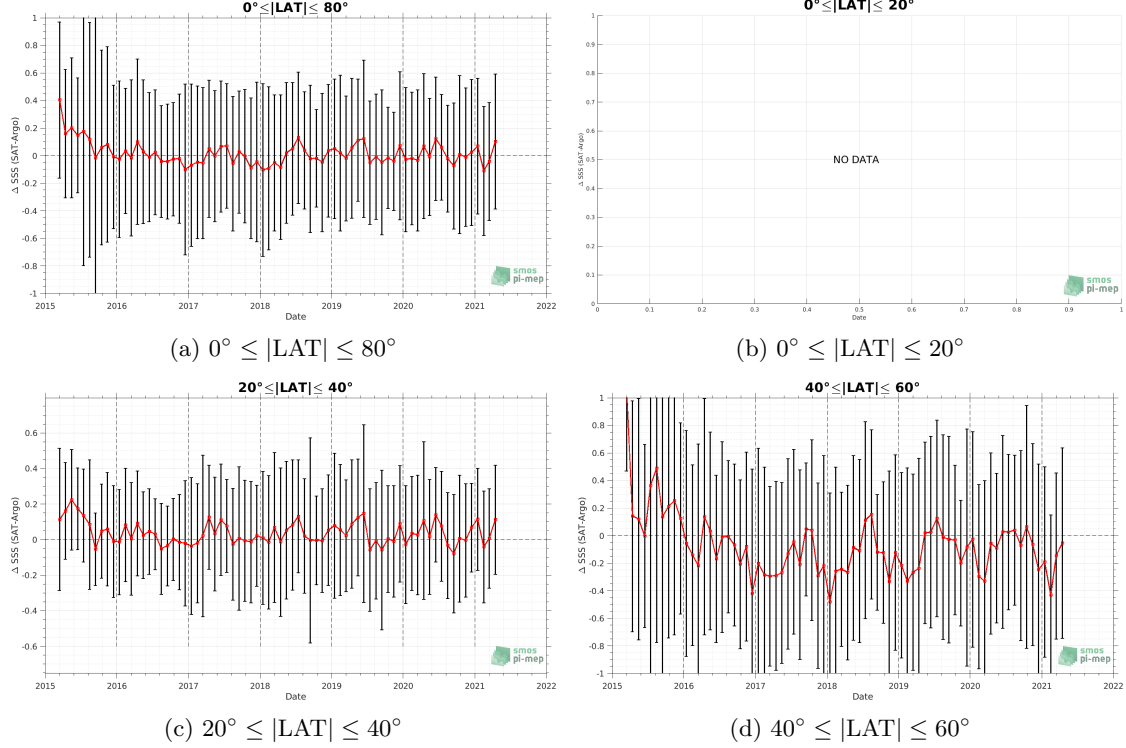 0°≤|LAT|≤ 80°
Δ SSS (SAT-Argo)
1
0.8
0.6
0.4
0.2
0
-0.2
-0.4
-0.6
-0.8
-1
2015 2016 2017 2018 2019 2020 2021 2022
Date
smos
pi-mep
(a) 0° ≤ |LAT| ≤ 80°
0°≤|LAT|≤ 20°
Δ SSS (SAT-Argo)
1
0.9
0.8
0.7
0.6
0.5
0.4
0.3
0.2
0.1
0
NO DATA
0 0.1 0.2 0.3 0.4 0.5 0.6 0.7 0.8 0.9 1
Date
smos
pi-mep
(b) 0° ≤ |LAT| ≤ 20°
20°≤|LAT|≤ 40°
Δ SSS (SAT-Argo)
0.6
0.4
0.2
0
-0.2
-0.4
-0.6
2015 2016 2017 2018 2019 2020 2021 2022
Date
smos
pi-mep
(c) 20° ≤ |LAT| ≤ 40°
40°≤|LAT|≤ 60°
Δ SSS (SAT-Argo)
1
0.8
0.6
0.4
0.2
0
-0.2
-0.4
-0.6
-0.8
-1
2015 2016 2017 2018 2019 2020 2021 2022
Date
smos
pi-mep
(d) 40° ≤ |LAT| ≤ 60°